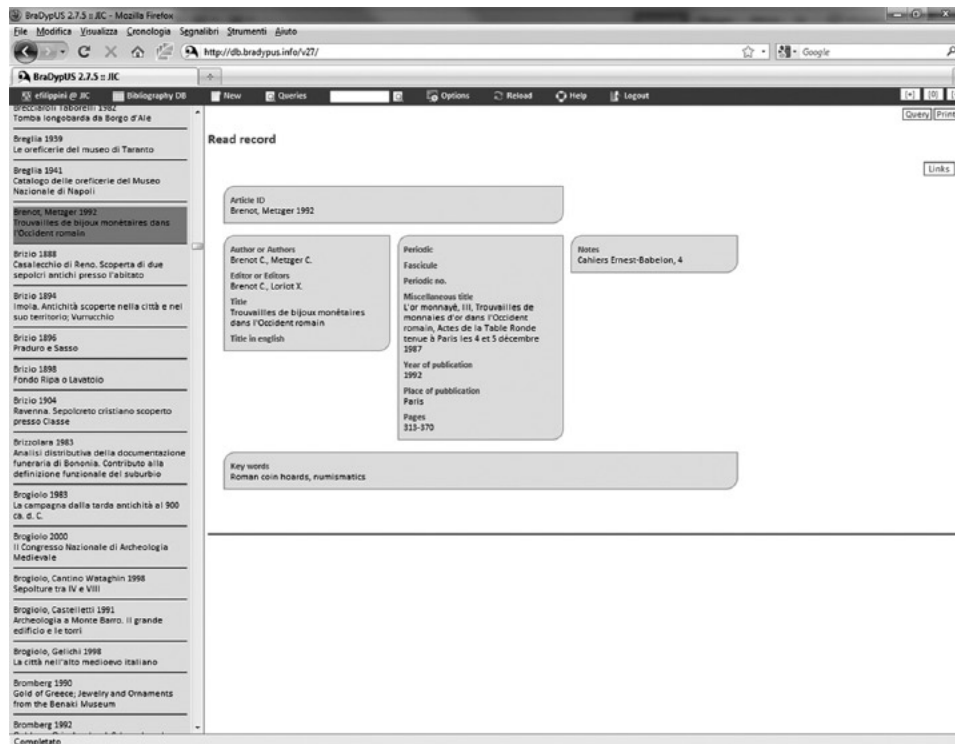 BraDypUS 2.7.5 :: JIC - Mozilla Firefox
File Modifica Visualizza Cronologia Segnalibri Strumenti Aiuto
http://db.bradypus.info/v27/
Google
BraDypUS 2.7.5 :: JIC
efilippini @ JIC Bibliography DB New Queries Options Reload Help Logout [+] [0]
Query Print
Read record
Links
Brecciaroli Taborelli 1982
Tomba longobarda da Borgo d'Ale
Breglia 1939
Le oreficerie del museo di Taranto
Breglia 1941
Catalogo delle oreficerie del Museo
Nazionale di Napoli
Brenot, Metzger 1992
Trouvailles de bijoux monètaires dans
l'Occident romain
Brizio 1888
Casalecchio di Reno. Scoperta di due
sepolcri antichi presso l'abitato
Brizio 1894
Imola. Antichità scoperte nella città e nel
suo territorio; Vurrucchio
Brizio 1896
Praduro e Sasso
Brizio 1898
Fondo Ripa o Lavatoio
Brizio 1904
Ravenna. Sepolcreto cristiano scoperto
presso Classe
Brizzolara 1983
Analisi distributiva della documentazione
funeraria di Bononia. Contributo alla
definizione funzionale del suburbio
Brogiolo 1983
La campagna dalla tarda antichità al 900
ca. d. C.
Brogiolo 2000
II Congresso Nazionale di Archeologia
Medievale
Brogiolo, Cantino Wataghin 1998
Sepolture tra IV e VIII
Brogiolo, Castelletti 1991
Archeologia a Monte Barro. Il grande
edificio e le torri
Brogiolo, Gelichi 1998
La città nell'alto medioevo italiano
Bromberg 1990
Gold of Greece; Jewelry and Ornaments
from the Benaki Museum
Bromberg 1992
Article ID
Brenot, Metzger 1992
Author or Authors
Brenot C., Metzger C.
Editor or Editors
Brenot C., Loriot X.
Title
Trouvailles de bijoux monètaires
dans l'Occident romain
Title in english
Periodic
Fascicule
Periodic no.
Miscellaneous title
L'or monnayè, III, Trouvailles de
monnaies d'or dans l'Occident
romain, Actes de la Table Ronde
tenue à Paris les 4 et 5 décembre
1987
Year of publication
1992
Place of pubblication
Paris
Pages
313-370
Notes
Cahiers Ernest-Babelon, 4
Key words
Roman coin hoards, numismatics
Completato